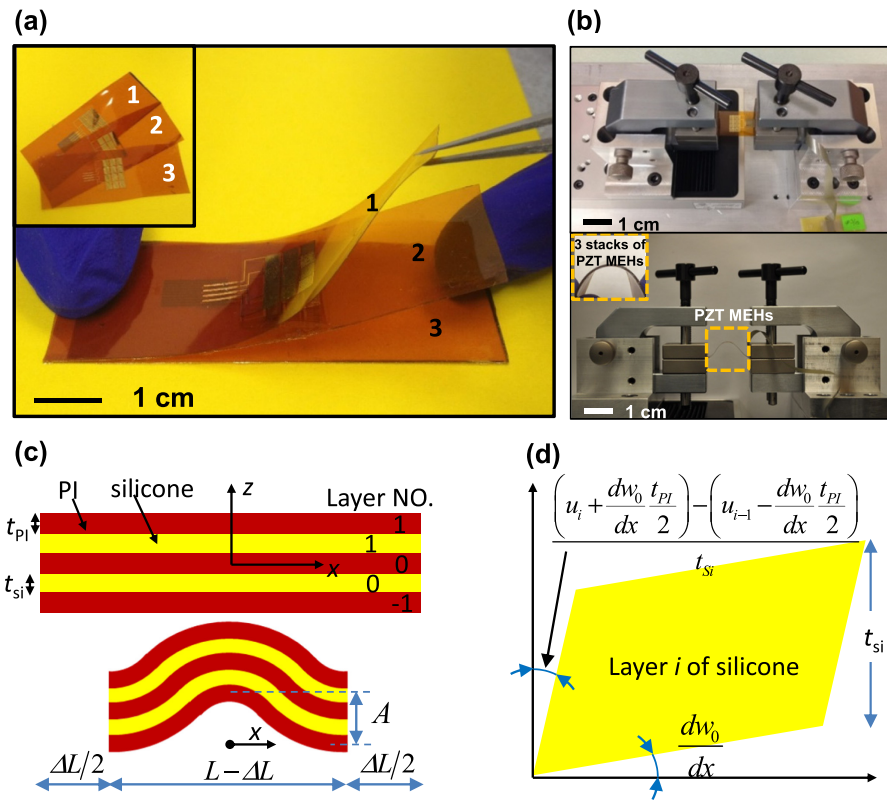 (a)
1
2
3
1
2
3
1 cm
(b)
1 cm
3 stacks of
PZT MEHs
PZT MEHs
1 cm
(c)
PI
silicone
z
Layer NO.
t_PI
1
1
x
0
t_si
0
-1
A
x
ΔL/2
L−ΔL
ΔL/2
(d)
(u_i + dw_0/dx t_PI/2) − (u_{i−1} − dw_0/dx t_PI/2)
t_Si
t_si
Layer i of silicone
dw_0/dx